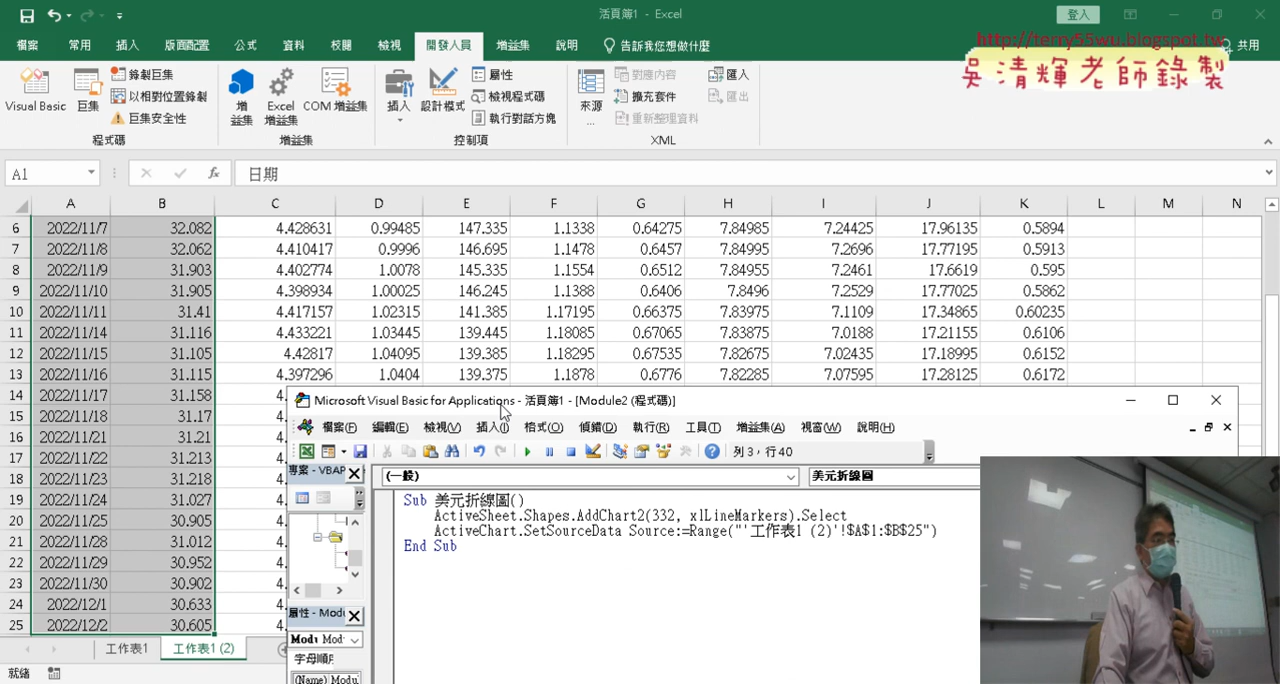 活頁簿1 - Excel
登入
檔案 常用 插入 版面配置 公式 資料 校閱 檢視 開發人員 增益集 說明 告訴我您想做什麼 共用
http://terry55wu.blogspot.tw
吳清輝老師錄製
Visual Basic 巨集 錄製巨集 以相對位置錄製 巨集安全性
程式碼
增益集 Excel 增益集 COM 增益集
增益集
插入 設計模式 屬性 檢視程式碼 執行對話方塊
控制項
來源 ... 對應內容 擴充套件 重新整理資料 匯入 匯出
XML
A1 fx 日期
A B C D E F G H I J K L M N
6 2022/11/7 32.082 4.428631 0.99485 147.335 1.1338 0.64275 7.84985 7.24425 17.96135 0.5894
7 2022/11/8 32.062 4.410417 0.9996 146.695 1.1478 0.6457 7.84995 7.2696 17.77195 0.5913
8 2022/11/9 31.903 4.402774 1.0078 145.335 1.1554 0.6512 7.84955 7.2461 17.6619 0.595
9 2022/11/10 31.905 4.398934 1.00025 146.245 1.1388 0.6406 7.8496 7.2529 17.77025 0.5862
10 2022/11/11 31.41 4.417157 1.02315 141.385 1.17195 0.66375 7.83975 7.1109 17.34865 0.60235
11 2022/11/14 31.116 4.433221 1.03445 139.445 1.18085 0.67065 7.83875 7.0188 17.21155 0.6106
12 2022/11/15 31.105 4.42817 1.04095 139.385 1.18295 0.67535 7.82675 7.02435 17.18995 0.6152
13 2022/11/16 31.115 4.397296 1.0404 139.375 1.1878 0.6776 7.82285 7.07595 17.28125 0.6172
14 2022/11/17 31.158 4.
15 2022/11/18 31.17 4.
16 2022/11/21 31.21 4.
17 2022/11/22 31.213 4.
18 2022/11/23 31.218 4.
19 2022/11/24 31.027 4.
20 2022/11/25 30.905 4.
21 2022/11/28 31.012 4.
22 2022/11/29 30.952 4.
23 2022/11/30 30.902 4.
24 2022/12/1 30.633 4.
25 2022/12/2 30.605 4.
工作表1 工作表1 (2)
就緒
Microsoft Visual Basic for Applications - 活頁簿1 - [Module2 (程式碼)]
檔案(F) 編輯(E) 檢視(V) 插入(I) 格式(O) 偵錯(D) 執行(R) 工具(T) 增益集(A) 視窗(W) 說明(H)
列 3，行 40
專案 - VBAP
(一般) 美元折線圖
Sub 美元折線圖()
ActiveSheet.Shapes.AddChart2(332, xlLineMarkers).Select
ActiveChart.SetSourceData Source:=Range("'工作表1 (2)'!$A$1:$B$25")
End Sub
屬性 - Modu
Modu Mod
字母順序
(Name) Modu